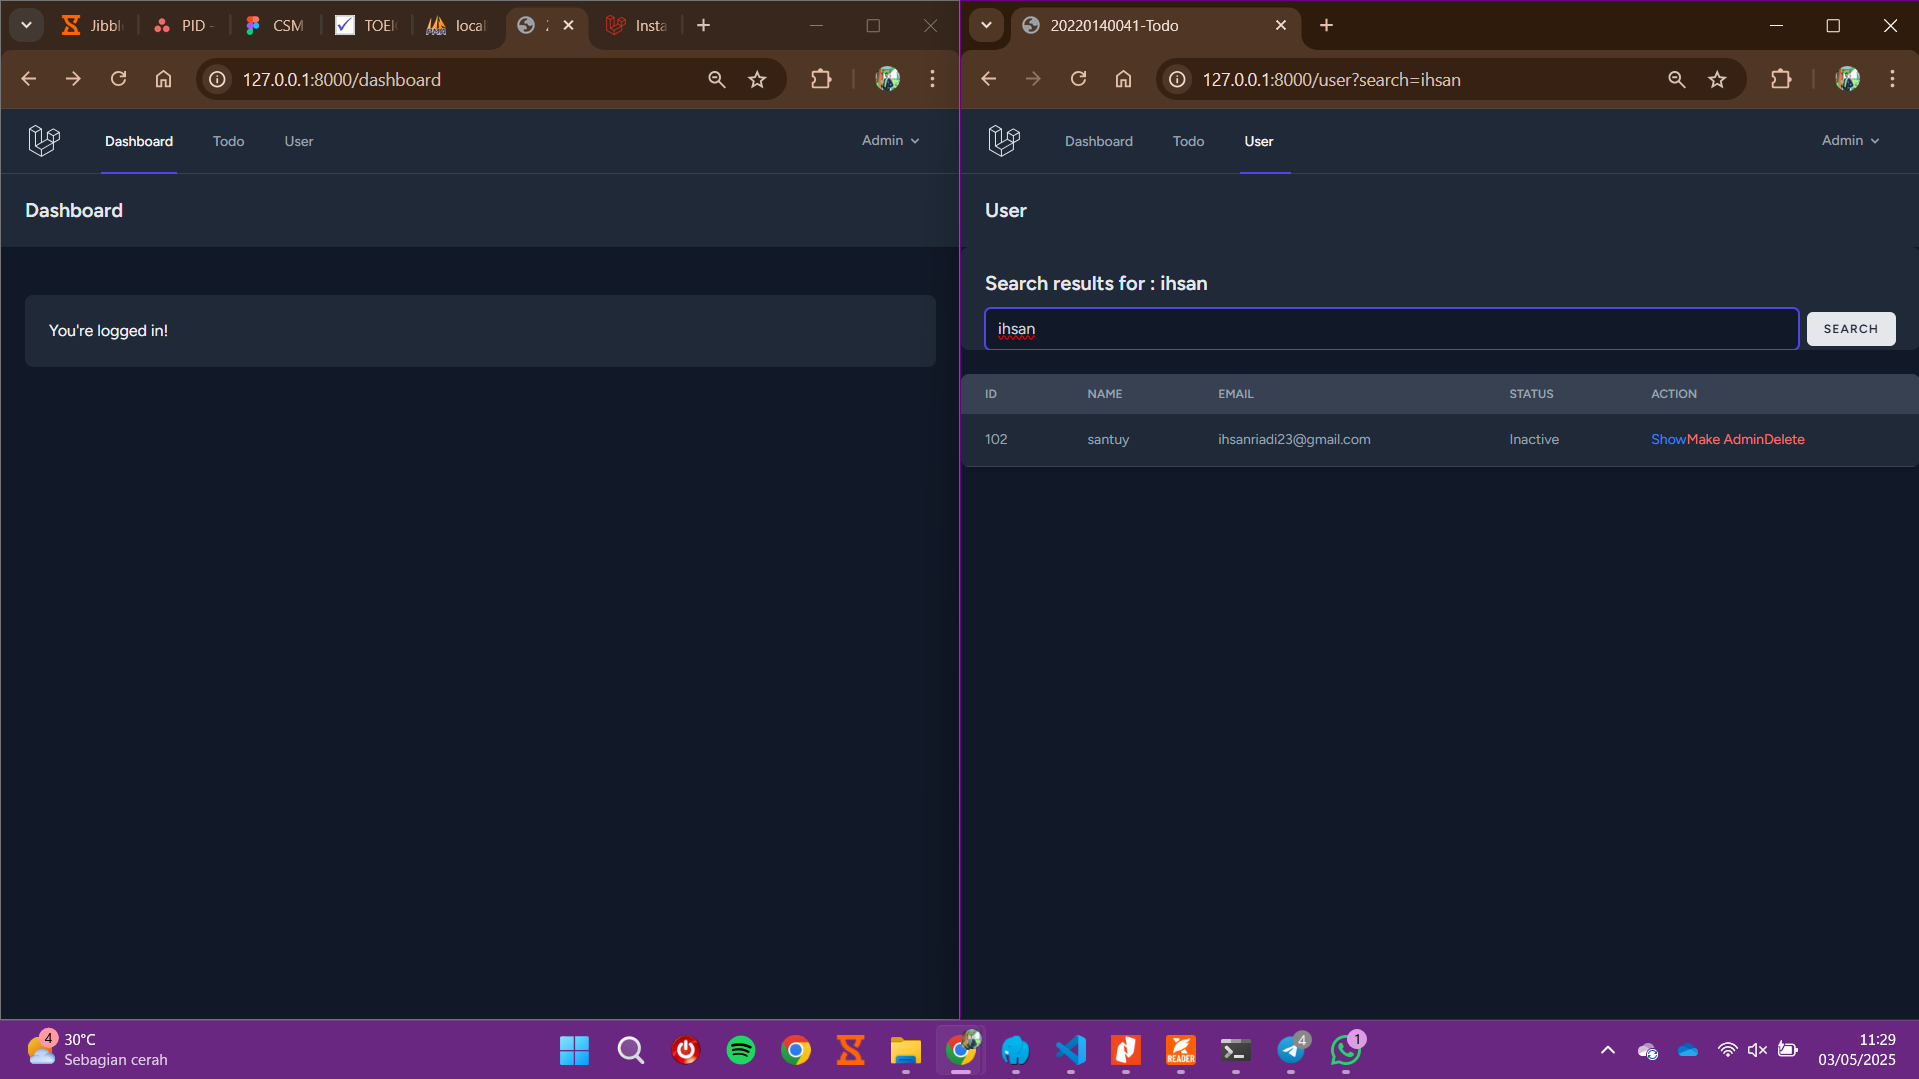 Jibbl
PID -
CSM
TOEI
local
Insta
127.0.0.1:8000/dashboard
Dashboard
Todo
User
Admin
Dashboard
You're logged in!
20220140041-Todo
127.0.0.1:8000/user?search=ihsan
Dashboard
Todo
User
Admin
User
Search results for : ihsan
ihsan
SEARCH
ID NAME EMAIL STATUS ACTION
102 santuy ihsanriadi23@gmail.com Inactive ShowMake AdminDelete
4
30°C
Sebagian cerah
READER
4
1
11:29
03/05/2025